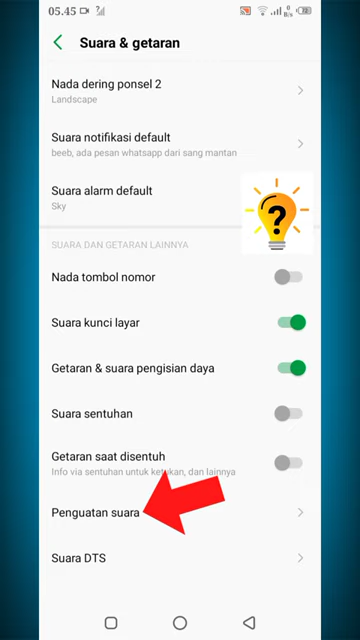 05.45
0
B/s
Suara & getaran
Nada dering ponsel 2
Landscape
Suara notifikasi default
beeb, ada pesan whatsapp dari sang mantan
Suara alarm default
Sky
?
SUARA DAN GETARAN LAINNYA
Nada tombol nomor
Suara kunci layar
Getaran & suara pengisian daya
Suara sentuhan
Getaran saat disentuh
Info via sentuhan untuk ketukan, dan lainnya
Penguatan suara
Suara DTS